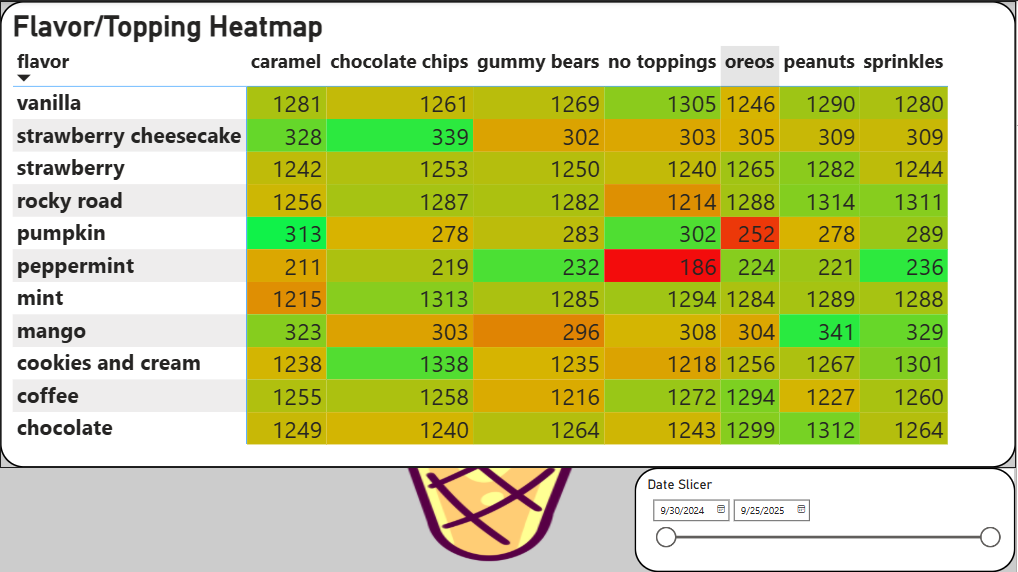 Flavor/Topping Heatmap
flavor caramel chocolate chips gummy bears no toppings oreos peanuts sprinkles
vanilla 1281 1261 1269 1305 1246 1290 1280
strawberry cheesecake 328 339 302 303 305 309 309
strawberry 1242 1253 1250 1240 1265 1282 1244
rocky road 1256 1287 1282 1214 1288 1314 1311
pumpkin 313 278 283 302 252 278 289
peppermint 211 219 232 186 224 221 236
mint 1215 1313 1285 1294 1284 1289 1288
mango 323 303 296 308 304 341 329
cookies and cream 1238 1338 1235 1218 1256 1267 1301
coffee 1255 1258 1216 1272 1294 1227 1260
chocolate 1249 1240 1264 1243 1299 1312 1264
Date Slicer
9/30/2024 9/25/2025